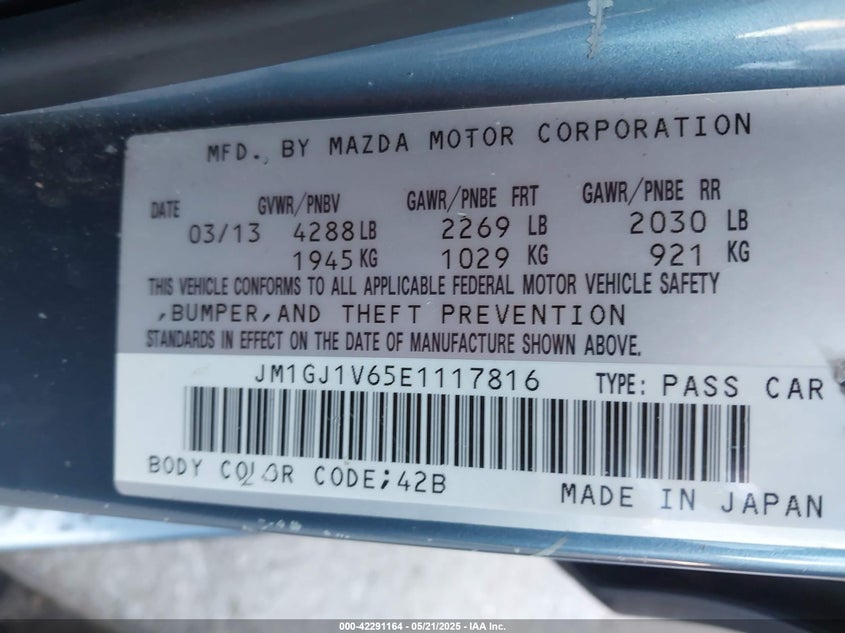 MFD. BY MAZDA MOTOR CORPORATION
DATE GVWR/PNBV GAWR/PNBE FRT GAWR/PNBE RR
03/13 4288 LB 2269 LB 2030 LB
1945 KG 1029 KG 921 KG
THIS VEHICLE CONFORMS TO ALL APPLICABLE FEDERAL MOTOR VEHICLE SAFETY
,BUMPER,AND THEFT PREVENTION
STANDARDS IN EFFECT ON THE DATE OF MANUFACTURE SHOWN ABOVE.
JM1GJ1V65E1117816 TYPE: PASS CAR
BODY COLOR CODE;42B
MADE IN JAPAN
000-42291164 - 05/21/2025 - IAA Inc.